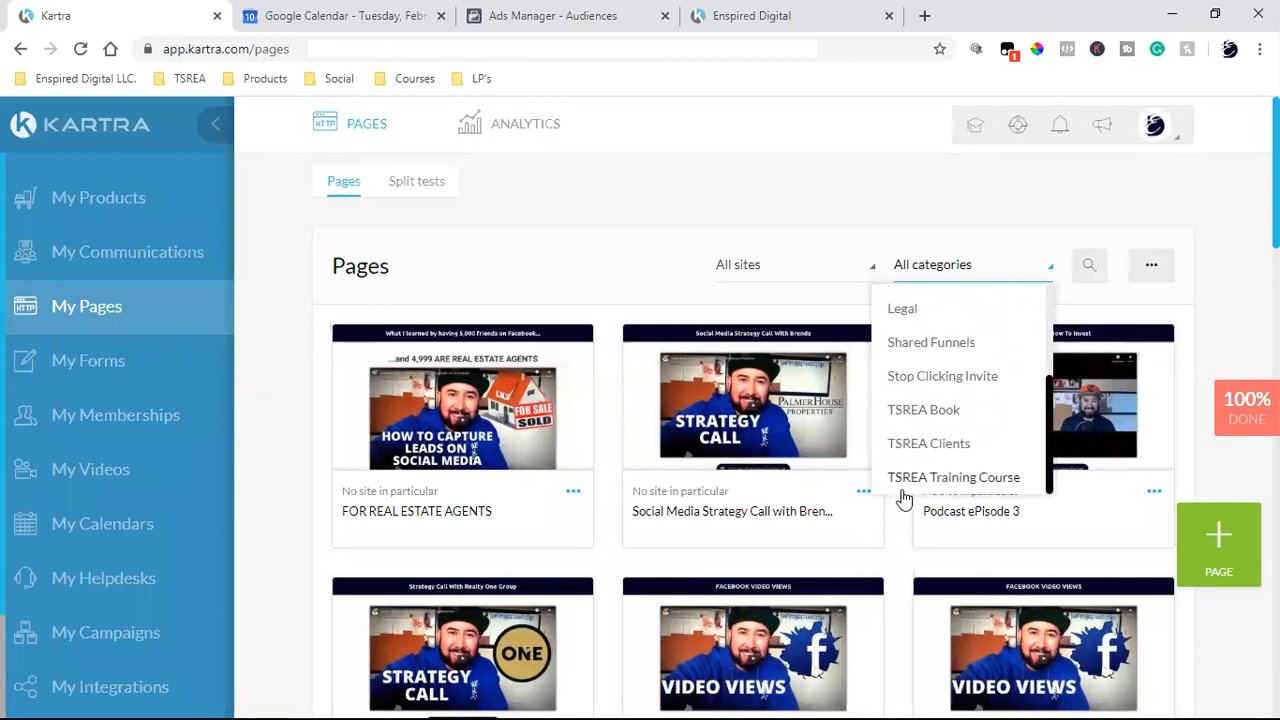 Kartra
Google Calendar - Tuesday, Febr
Ads Manager - Audiences
Enspired Digital
app.kartra.com/pages
1
Enspired Digital LLC.
TSREA
Products
Social
Courses
LP's
KARTRA
PAGES
ANALYTICS
My Products
My Communications
My Pages
My Forms
My Memberships
My Videos
My Calendars
My Helpdesks
My Campaigns
My Integrations
Pages
Split tests
Pages
All sites
All categories
Legal
Shared Funnels
Stop Clicking Invite
TSREA Book
TSREA Clients
TSREA Training Course
What I learned by having 5,000 friends on Facebook...
...and 4,999 ARE REAL ESTATE AGENTS
FOR SALE
SOLD
HOW TO CAPTURE
LEADS ON
SOCIAL MEDIA
No site in particular
FOR REAL ESTATE AGENTS
Social Media Strategy Call With Brenda
PALMERHOUSE
PROPERTIES
STRATEGY
CALL
No site in particular
Social Media Strategy Call with Bren...
How To Invest
Podcast ePisode 3
Strategy Call With Realty One Group
ONE
STRATEGY
CALL
FACEBOOK VIDEO VIEWS
VIDEO VIEWS
FACEBOOK VIDEO VIEWS
VIDEO VIEWS
100%
DONE
PAGE